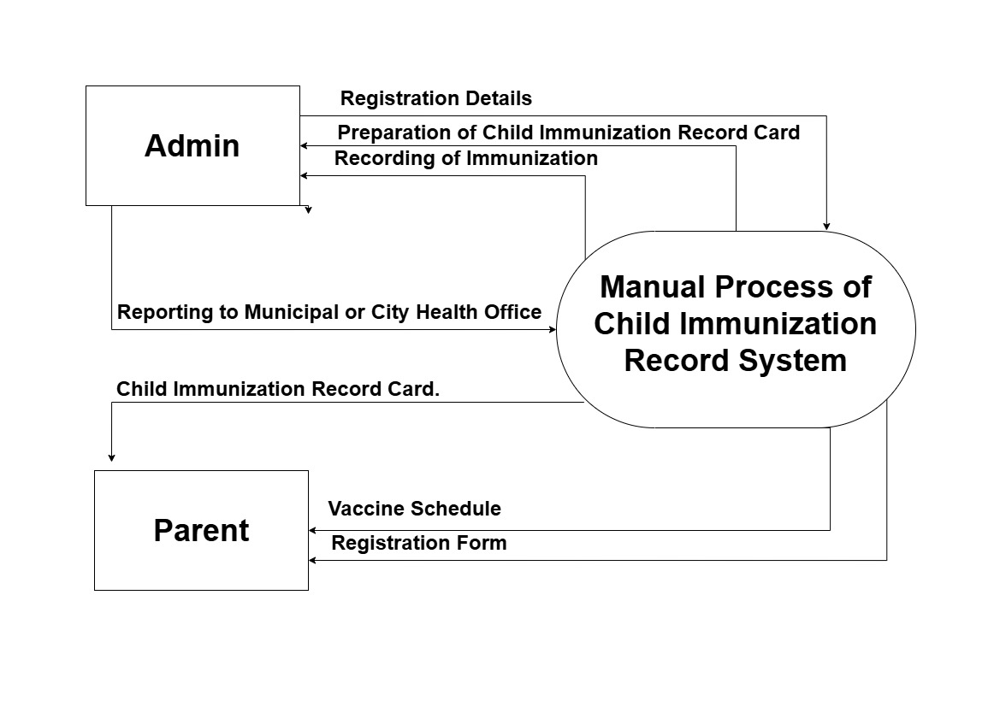 Registration Details
Admin
Preparation of Child Immunization Record Card
Recording of Immunization
Manual Process of
Child Immunization
Record System
Reporting to Municipal or City Health Office
Child Immunization Record Card.
Vaccine Schedule
Parent
Registration Form